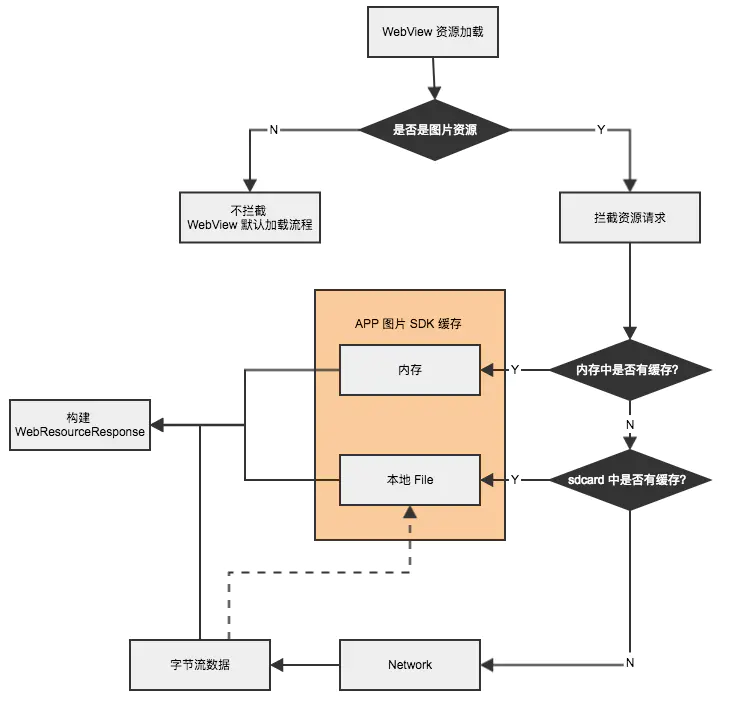 WebView 资源加载
是否是图片资源
N
Y
不拦截
WebView 默认加载流程
拦截资源请求
APP 图片 SDK 缓存
内存
Y
内存中是否有缓存?
构建
WebResourceResponse
N
本地 File
Y
sdcard 中是否有缓存?
字节流数据
Network
N